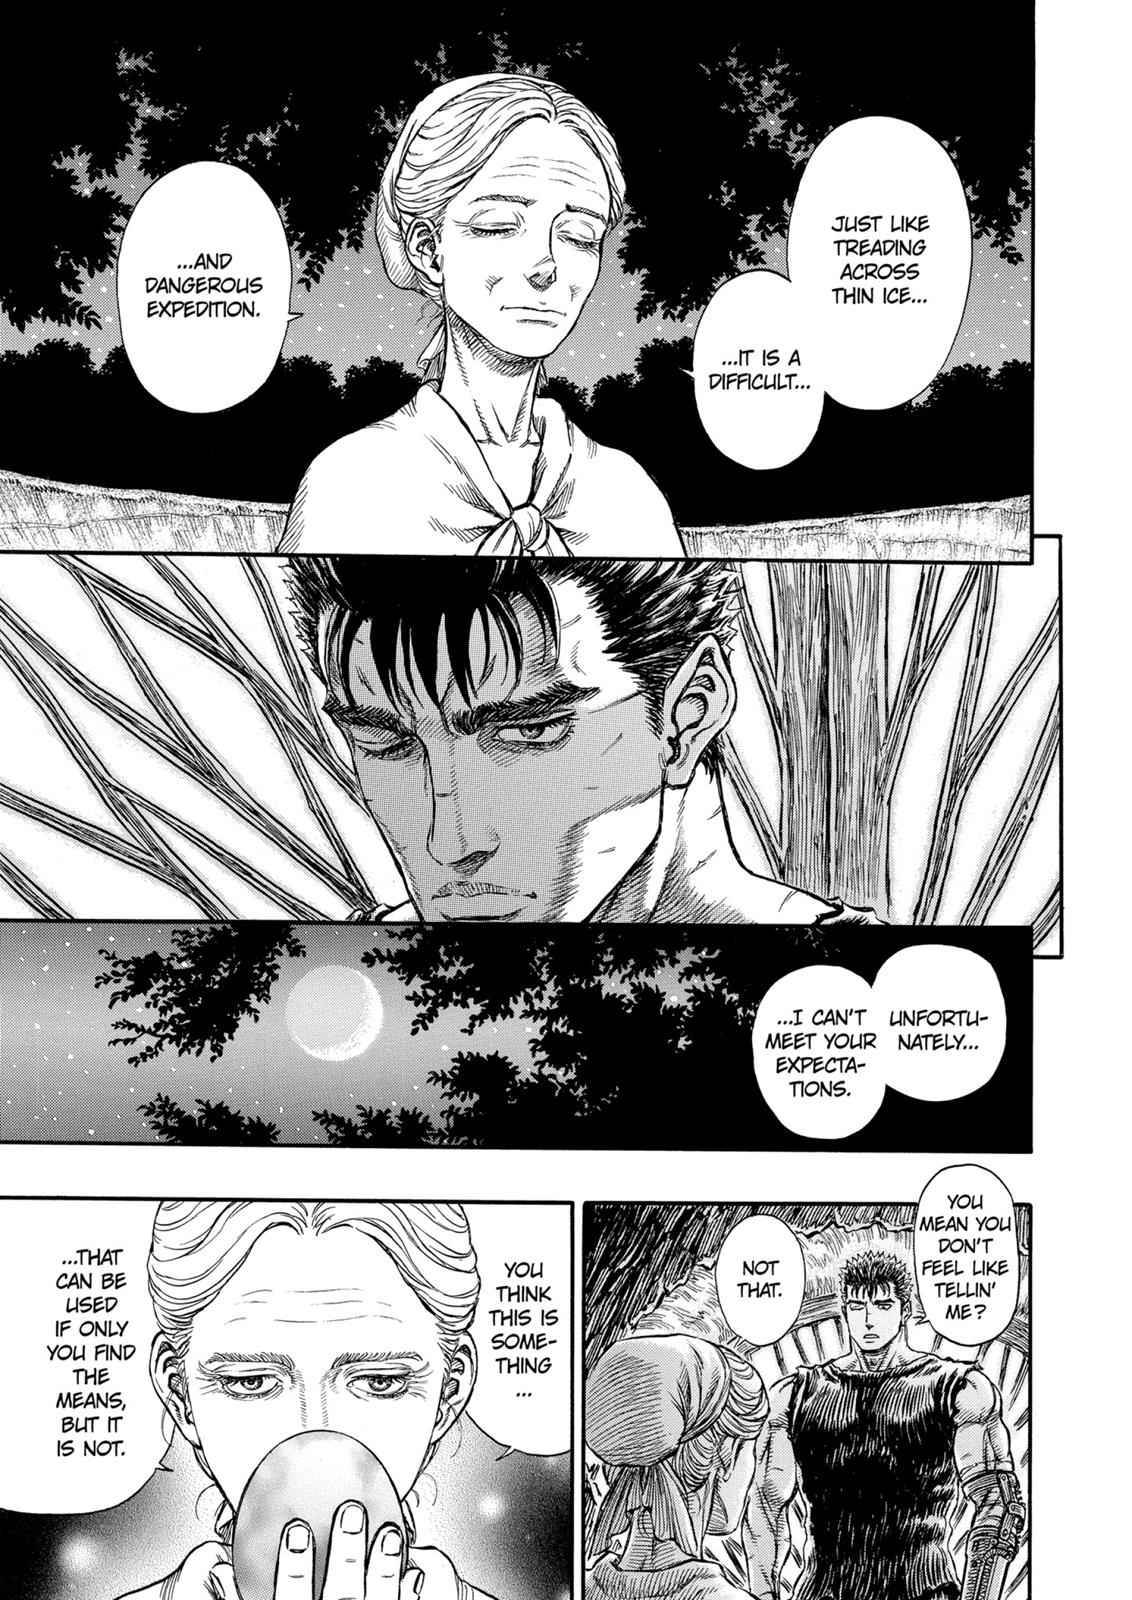 JUST LIKE
TREADING
ACROSS
THIN ICE...
...IT IS A
DIFFICULT...
...AND
DANGEROUS
EXPEDITION.
UNFORTU-
NATELY...
...I CAN'T
MEET YOUR
EXPECTA-
TIONS.
YOU
MEAN YOU
DON'T
FEEL LIKE
TELLIN'
ME?
NOT
THAT.
YOU
THINK
THIS IS
SOME-
THING
...
...THAT
CAN BE
USED
IF ONLY
YOU FIND
THE
MEANS,
BUT IT
IS NOT.